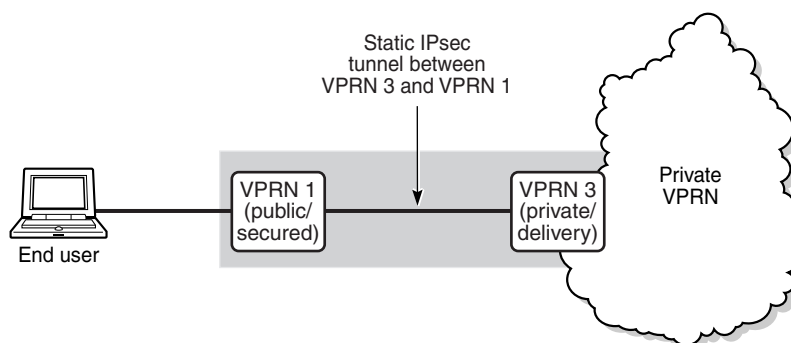 Static IPsec
tunnel between
VPRN 3 and VPRN 1
VPRN 1
(public/
secured)
VPRN 3
(private/
delivery)
Private
VPRN
End user